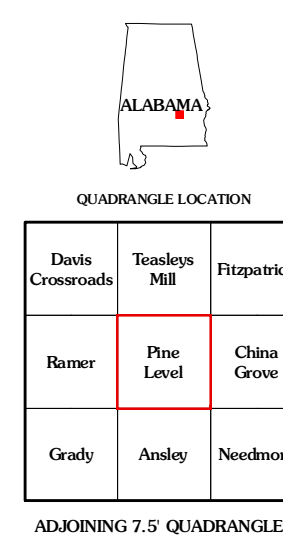 ALABAMA
QUADRANGLE LOCATION
Davis
Crossroads
Teasleys
Mill
Fitzpatric
Ramer
Pine
Level
China
Grove
Grady
Ansley
Needmor
ADJOINING 7.5' QUADRANGLE